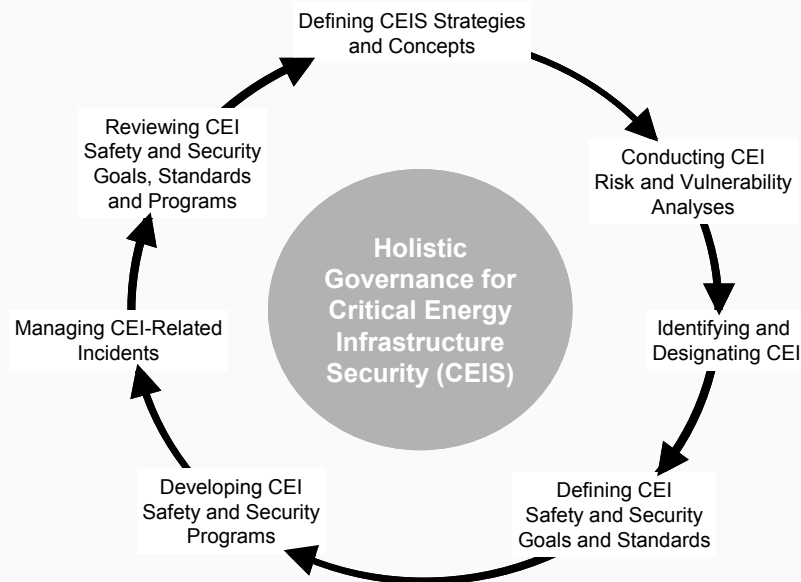 Defining CEIS Strategies
and Concepts
Conducting CEI
Risk and Vulnerability
Analyses
Identifying and
Designating CEI
Defining CEI
Safety and Security
Goals and Standards
Developing CEI
Safety and Security
Programs
Managing CEI-Related
Incidents
Reviewing CEI
Safety and Security
Goals, Standards
and Programs
Holistic
Governance for
Critical Energy
Infrastructure
Security (CEIS)